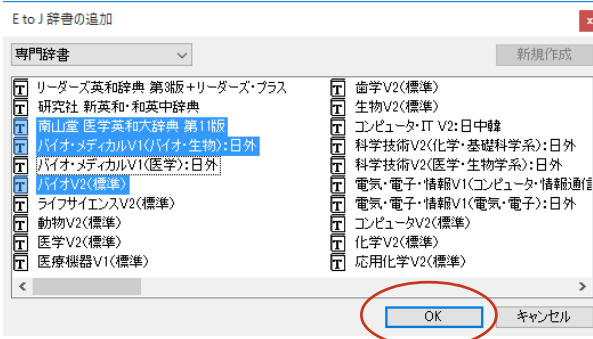 E to J 辞書の追加
x
専門辞書
新規作成
リーダーズ英和辞典 第3版+リーダーズ・プラス
研究社 新英和・和英中辞典
南山堂 医学英和大辞典 第11版
バイオ・メディカルV1(バイオ・生物):日外
バイオ・メディカルV1(医学):日外
バイオV2(標準)
ライフサイエンスV2(標準)
動物V2(標準)
医学V2(標準)
医療機器V1(標準)
歯学V2(標準)
生物V2(標準)
コンピュータ・IT V2:日中韓
科学技術V2(化学・基礎科学系):日外
科学技術V2(医学・生物学系):日外
電気・電子・情報V1(コンピュータ・情報通信
電気・電子・情報V1(電気・電子):日外
コンピュータV2(標準)
化学V2(標準)
応用化学V2(標準)
OK
キャンセル